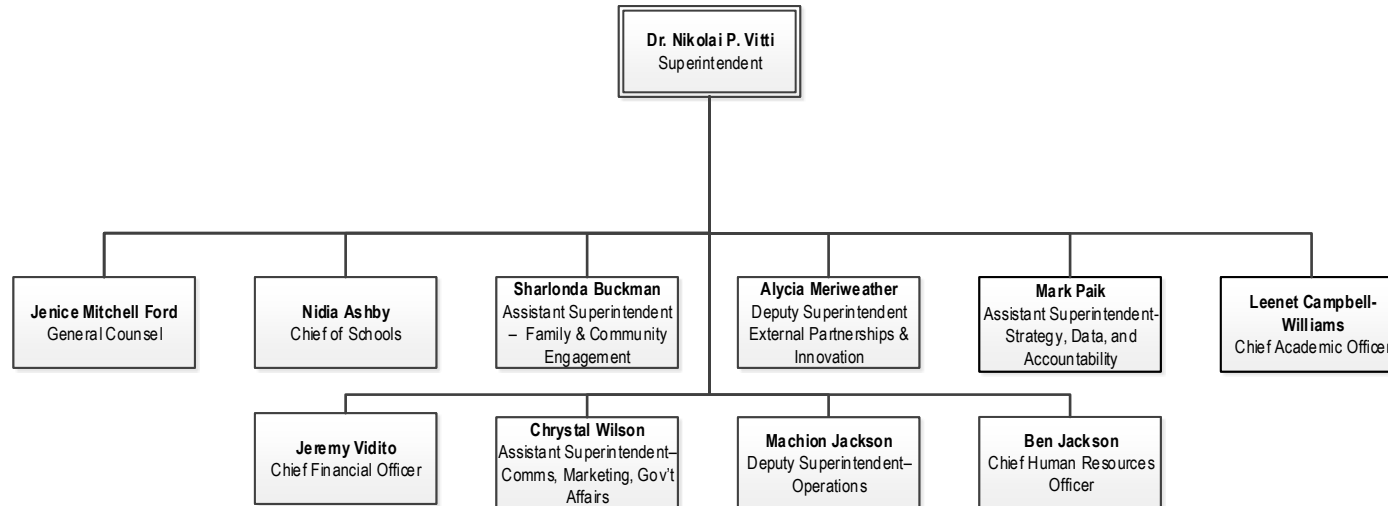 Dr. Nikolai P. Vitti
Superintendent
Jenice Mitchell Ford
General Counsel
Nidia Ashby
Chief of Schools
Sharlonda Buckman
Assistant Superintendent
– Family & Community
Engagement
Alycia Meriweather
Deputy Superintendent
External Partnerships &
Innovation
Mark Paik
Assistant Superintendent-
Strategy, Data, and
Accountability
Leenet Campbell-
Williams
Chief Academic Officer
Jeremy Vidito
Chief Financial Officer
Chrystal Wilson
Assistant Superintendent–
Comms, Marketing, Gov't
Affairs
Machion Jackson
Deputy Superintendent–
Operations
Ben Jackson
Chief Human Resources
Officer